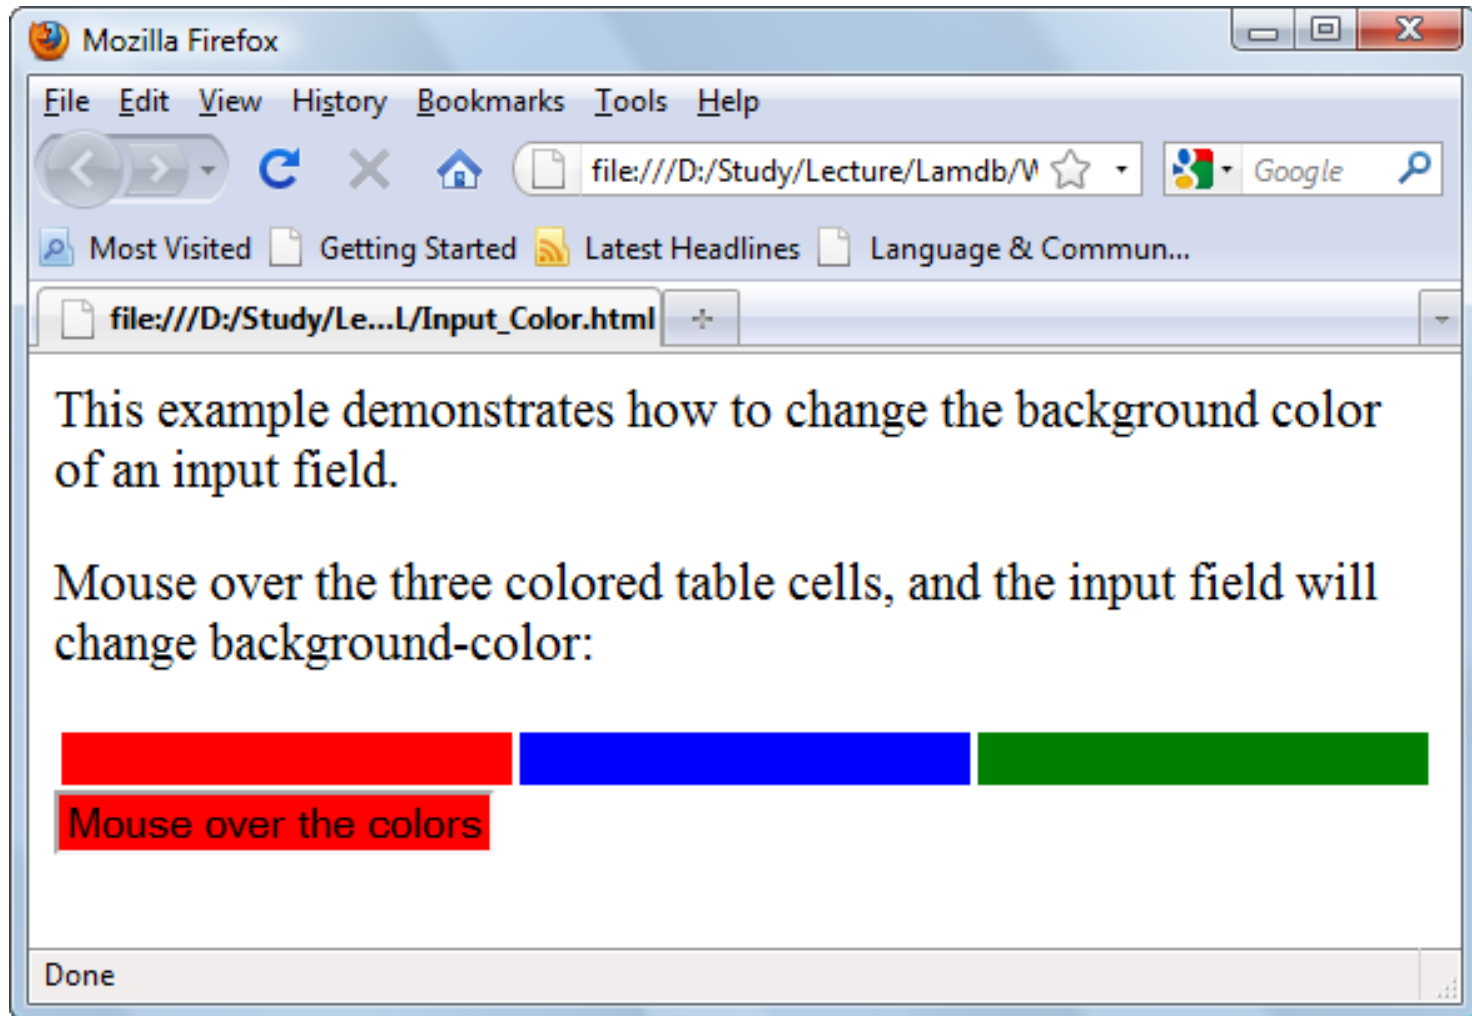 Mozilla Firefox
File Edit View History Bookmarks Tools Help
file:///D:/Study/Lecture/Lamdb/W Google
Most Visited Getting Started Latest Headlines Language & Commun...
file:///D:/Study/Le...L/Input_Color.html
This example demonstrates how to change the background color
of an input field.
Mouse over the three colored table cells, and the input field will
change background-color:
Mouse over the colors
Done